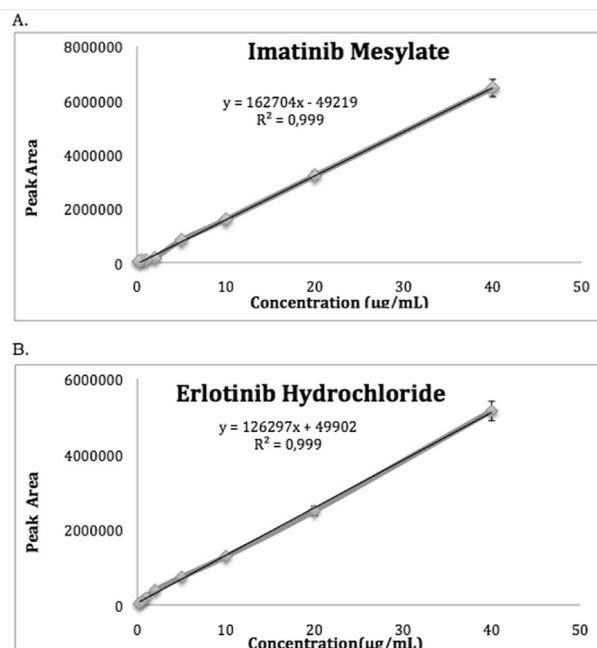 A.
Imatinib Mesylate
8000000
6000000
4000000
2000000
0
y = 162704x - 49219
R² = 0,999
Peak Area
0 10 20 30 40 50
Concentration (ug/mL)
B.
Erlotinib Hydrochloride
6000000
4000000
2000000
0
y = 126297x + 49902
R² = 0,999
Peak Area
0 10 20 30 40 50
Concentration(ug/mL)